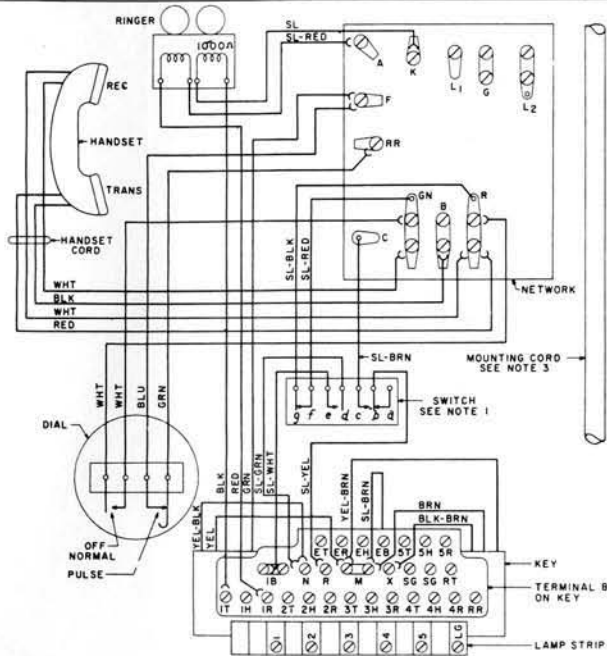 RINGER
1000Ω
SL
SL-RED
A
K
L1
G
L2
REC
HANDSET
TRANS
HANDSET
CORD
F
RR
GN
B
R
C
NETWORK
SL-BLK
SL-RED
WHT
BLK
WHT
RED
SL-BRN
MOUNTING CORD
SEE NOTE 3
WHT
WHT
BLU
GRN
g f e d c b a
SWITCH
SEE NOTE 1
DIAL
OFF
NORMAL
PULSE
YEL-BLK
YEL
BLK
RED
GRN
SL-GRN
SL-WHT
SL-YEL
YEL-BRN
SL-BRN
BRN
BLK-BRN
ET ER EH EB 5T 5H 5R
1B N R M X SG SG RT
1T 1H 1R 2T 2H 2R 3T 3H 3R 4T 4H 4R RR
KEY
TERMINAL B
ON KEY
1 2 3 4 5 LG
LAMP STRIP